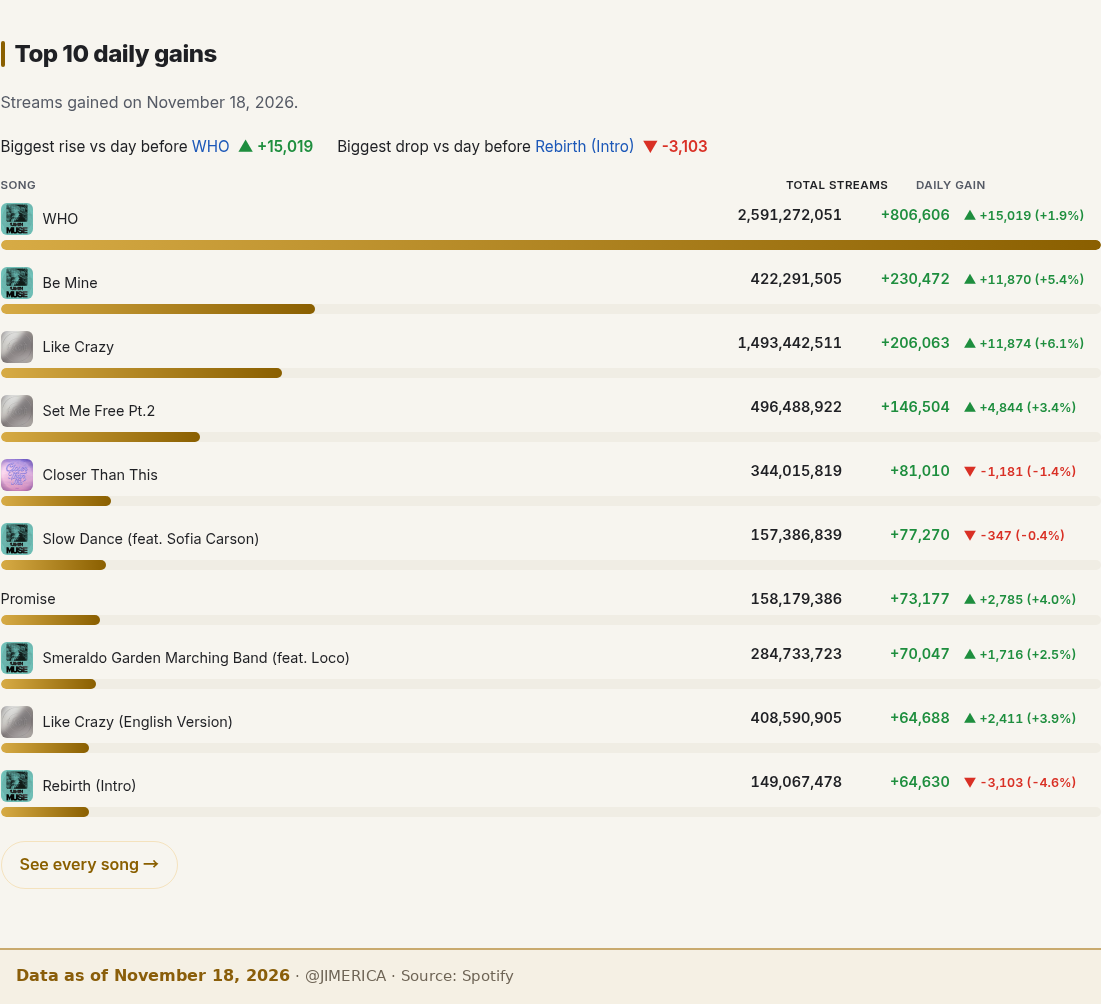 Top 10 daily gains
Streams gained on November 18, 2026.
Biggest rise vs day before WHO ▲ +15,019 Biggest drop vs day before Rebirth (Intro) ▼ -3,103
SONG TOTAL STREAMS DAILY GAIN
WHO 2,591,272,051 +806,606 ▲ +15,019 (+1.9%)
Be Mine 422,291,505 +230,472 ▲ +11,870 (+5.4%)
Like Crazy 1,493,442,511 +206,063 ▲ +11,874 (+6.1%)
Set Me Free Pt.2 496,488,922 +146,504 ▲ +4,844 (+3.4%)
Closer Than This 344,015,819 +81,010 ▼ -1,181 (-1.4%)
Slow Dance (feat. Sofia Carson) 157,386,839 +77,270 ▼ -347 (-0.4%)
Promise 158,179,386 +73,177 ▲ +2,785 (+4.0%)
Smeraldo Garden Marching Band (feat. Loco) 284,733,723 +70,047 ▲ +1,716 (+2.5%)
Like Crazy (English Version) 408,590,905 +64,688 ▲ +2,411 (+3.9%)
Rebirth (Intro) 149,067,478 +64,630 ▼ -3,103 (-4.6%)
See every song →
Data as of November 18, 2026 · @JIMERICA · Source: Spotify